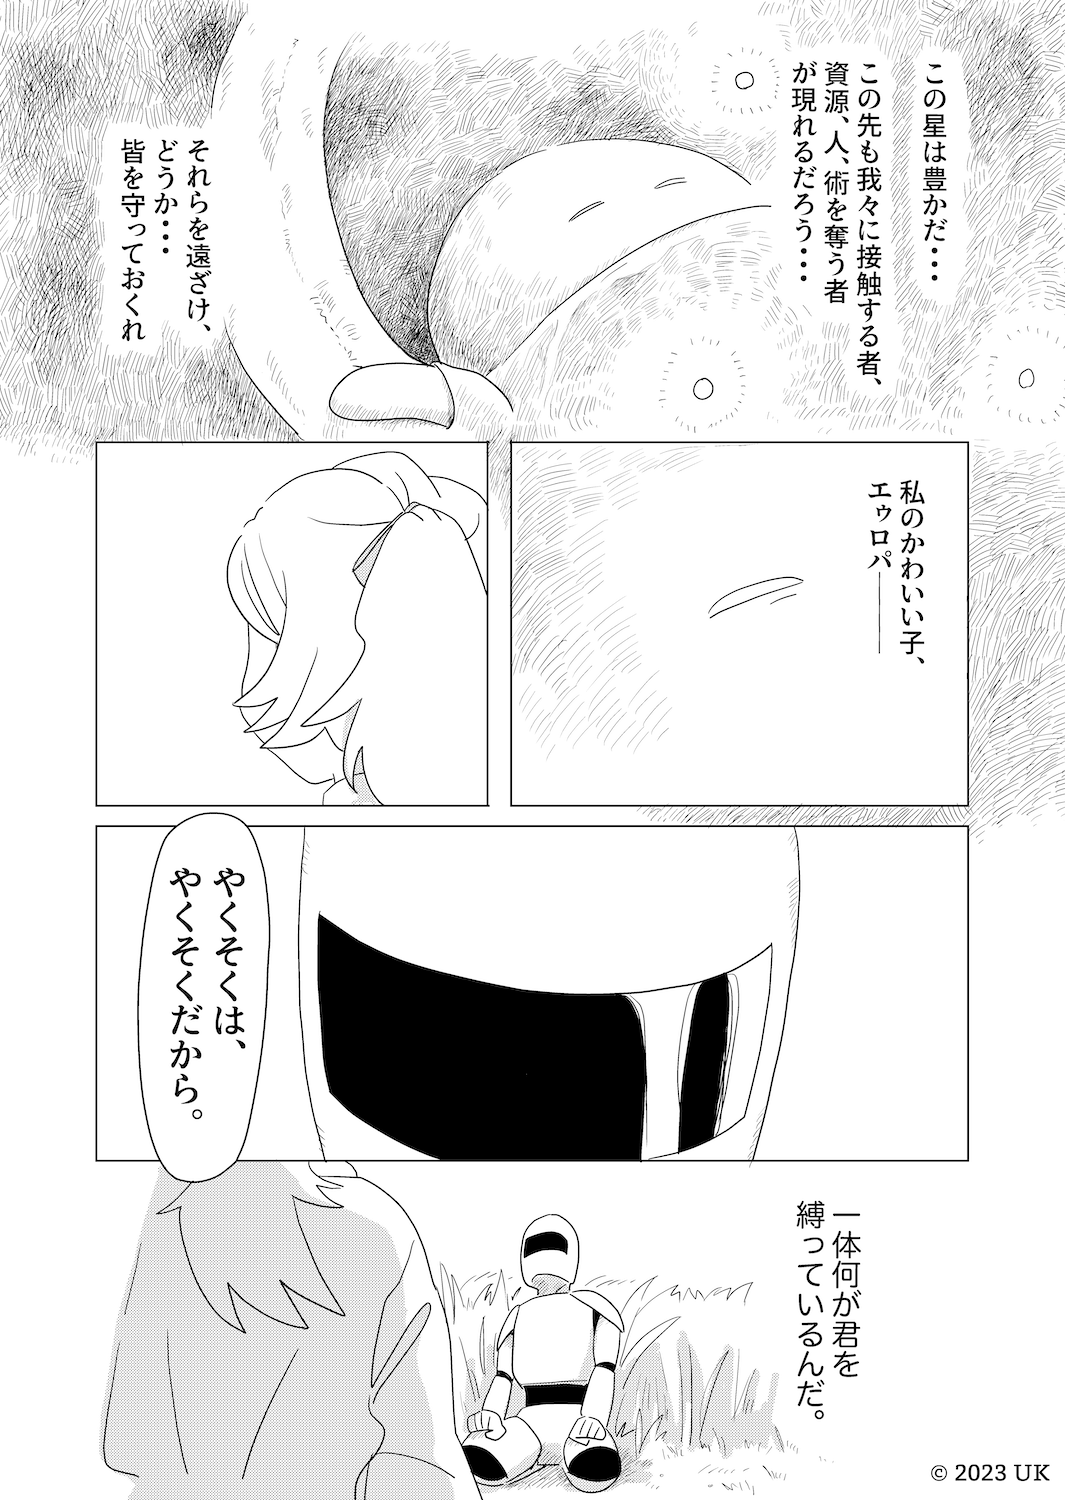 この星は豊かだ・・・
この先も我々に接触する者、
資源、人、術を奪う者
が現れるだろう・・・
それらを遠ざけ、
どうか・・・
皆を守っておくれ
私のかわいい子、
エゥロパ――
やくそくは、
やくそくだから。
一体何が君を
縛っているんだ。
© 2023 UK